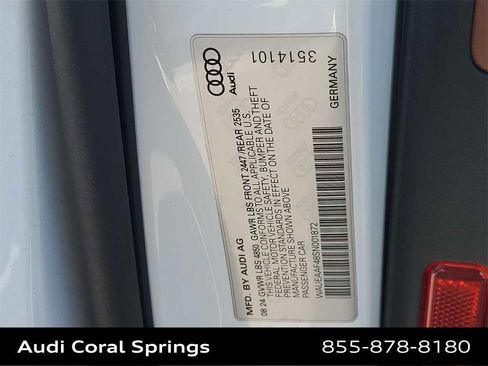 Audi
3514101
MFD. BY AUDI AG
08 24 GVWR LBS 4850 GAWR LBS FRONT 2447/REAR 2535
THIS VEHICLE CONFORMS TO ALL APPLICABLE U.S.
FEDERAL MOTOR VEHICLE SAFETY, BUMPER AND THEFT
PREVENTION STANDARDS IN EFFECT ON THE DATE OF
MANUFACTURE SHOWN ABOVE.
PASSENGER CAR
WAUEAAF48SN001872
GERMANY
Audi Coral Springs
855-878-8180